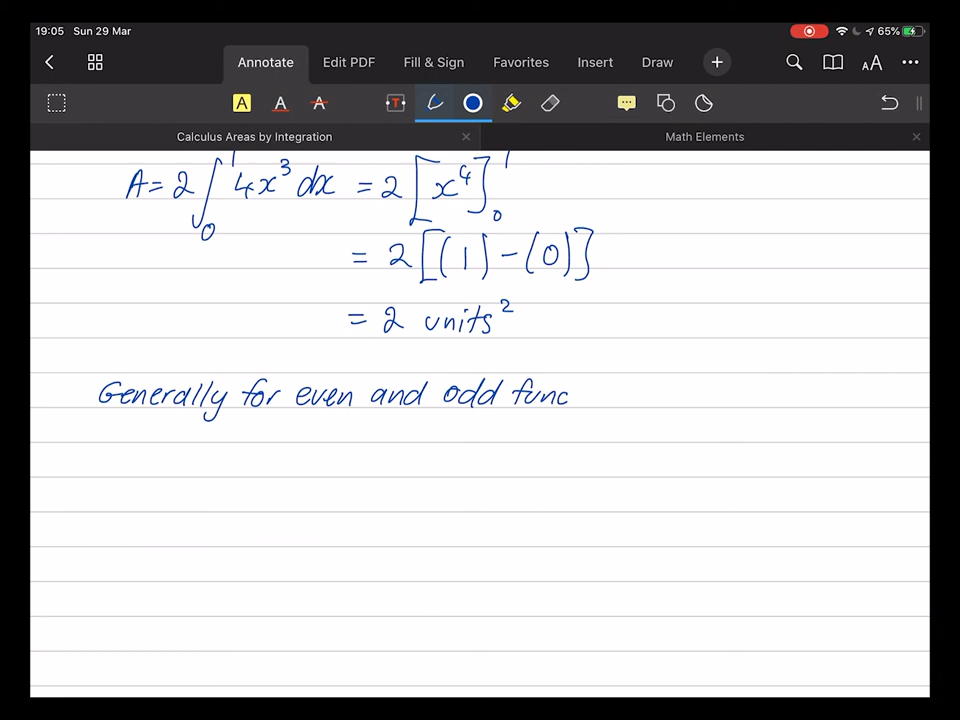 19:05 Sun 29 Mar 65%
Annotate Edit PDF Fill & Sign Favorites Insert Term Draw
Calculus Areas by Integration Math Elements
A = 2 ∫₀¹ 4x³ dx = 2 [x⁴]₀¹
= 2 [(1) - (0)]
= 2 units²
Generally for even and odd func